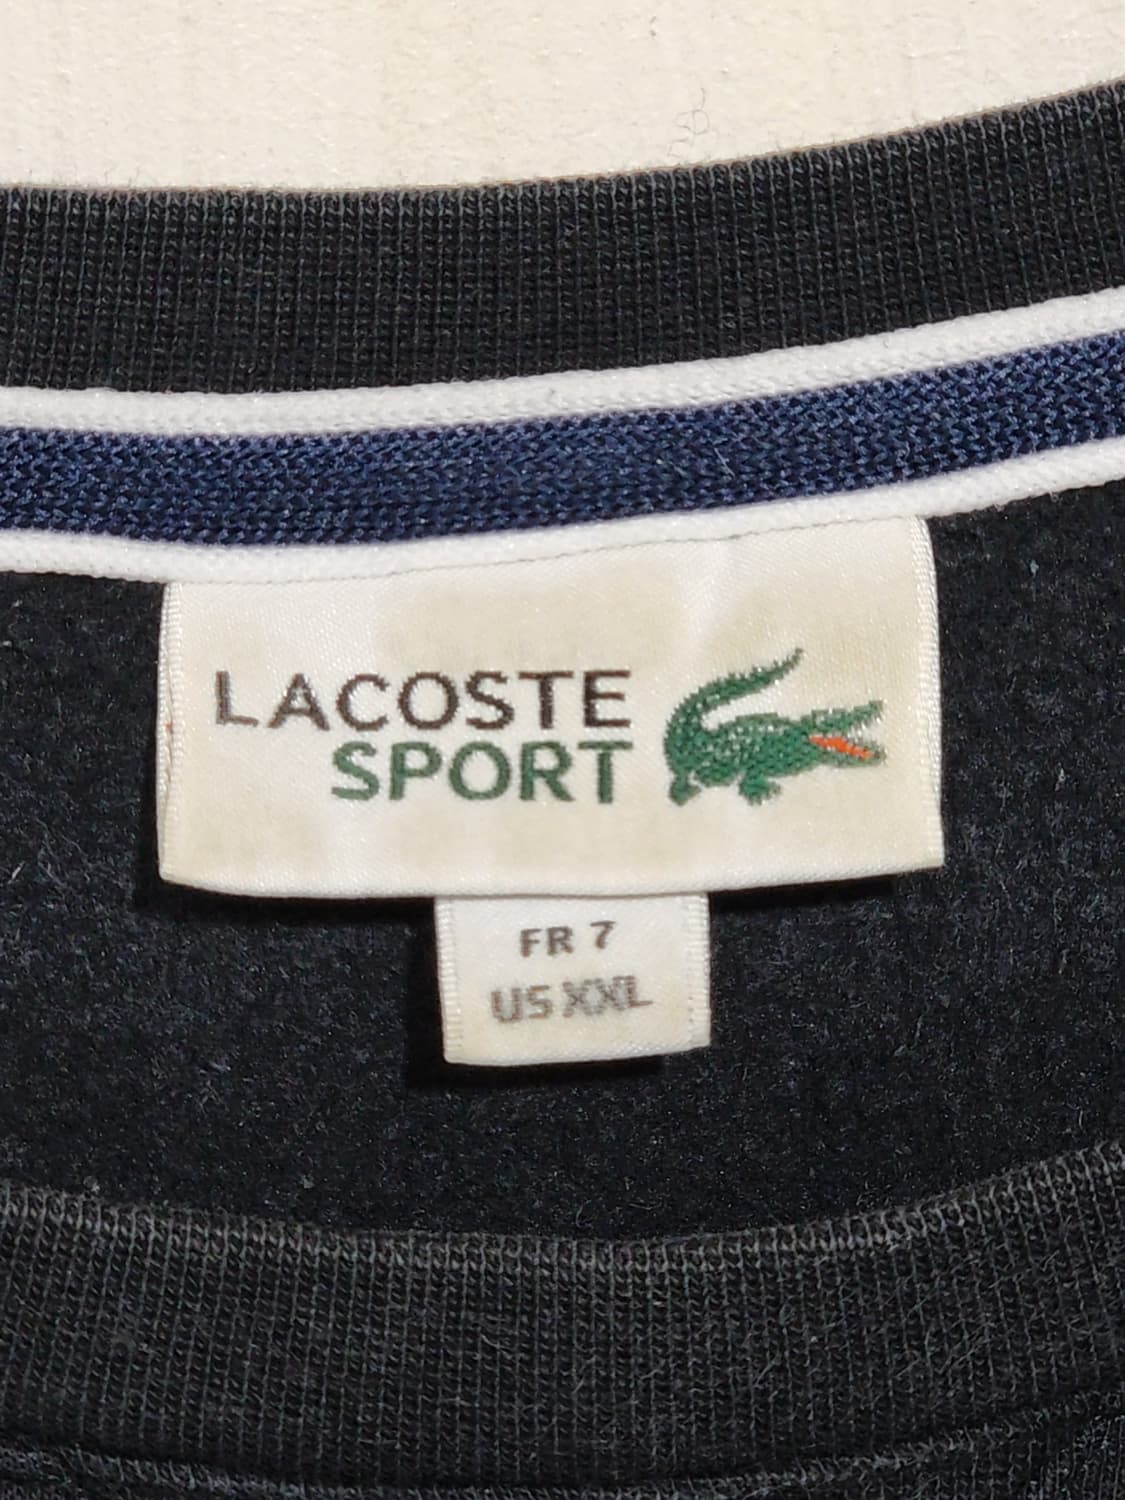 LACOSTE
SPORT
FR 7
US XXL